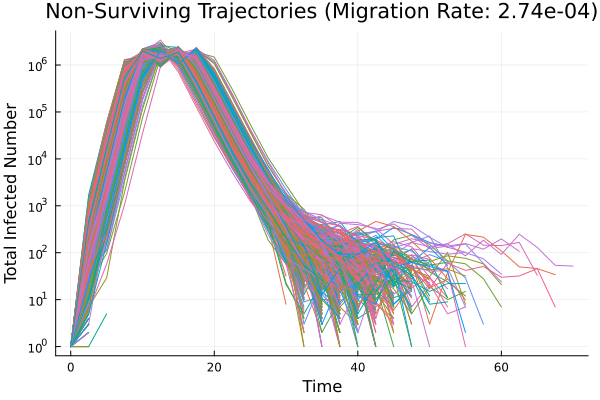 Non-Surviving Trajectories (Migration Rate: 2.74e-04)
Total Infected Number
10⁶
10⁵
10⁴
10³
10²
10¹
10⁰
0 20 40 60
Time